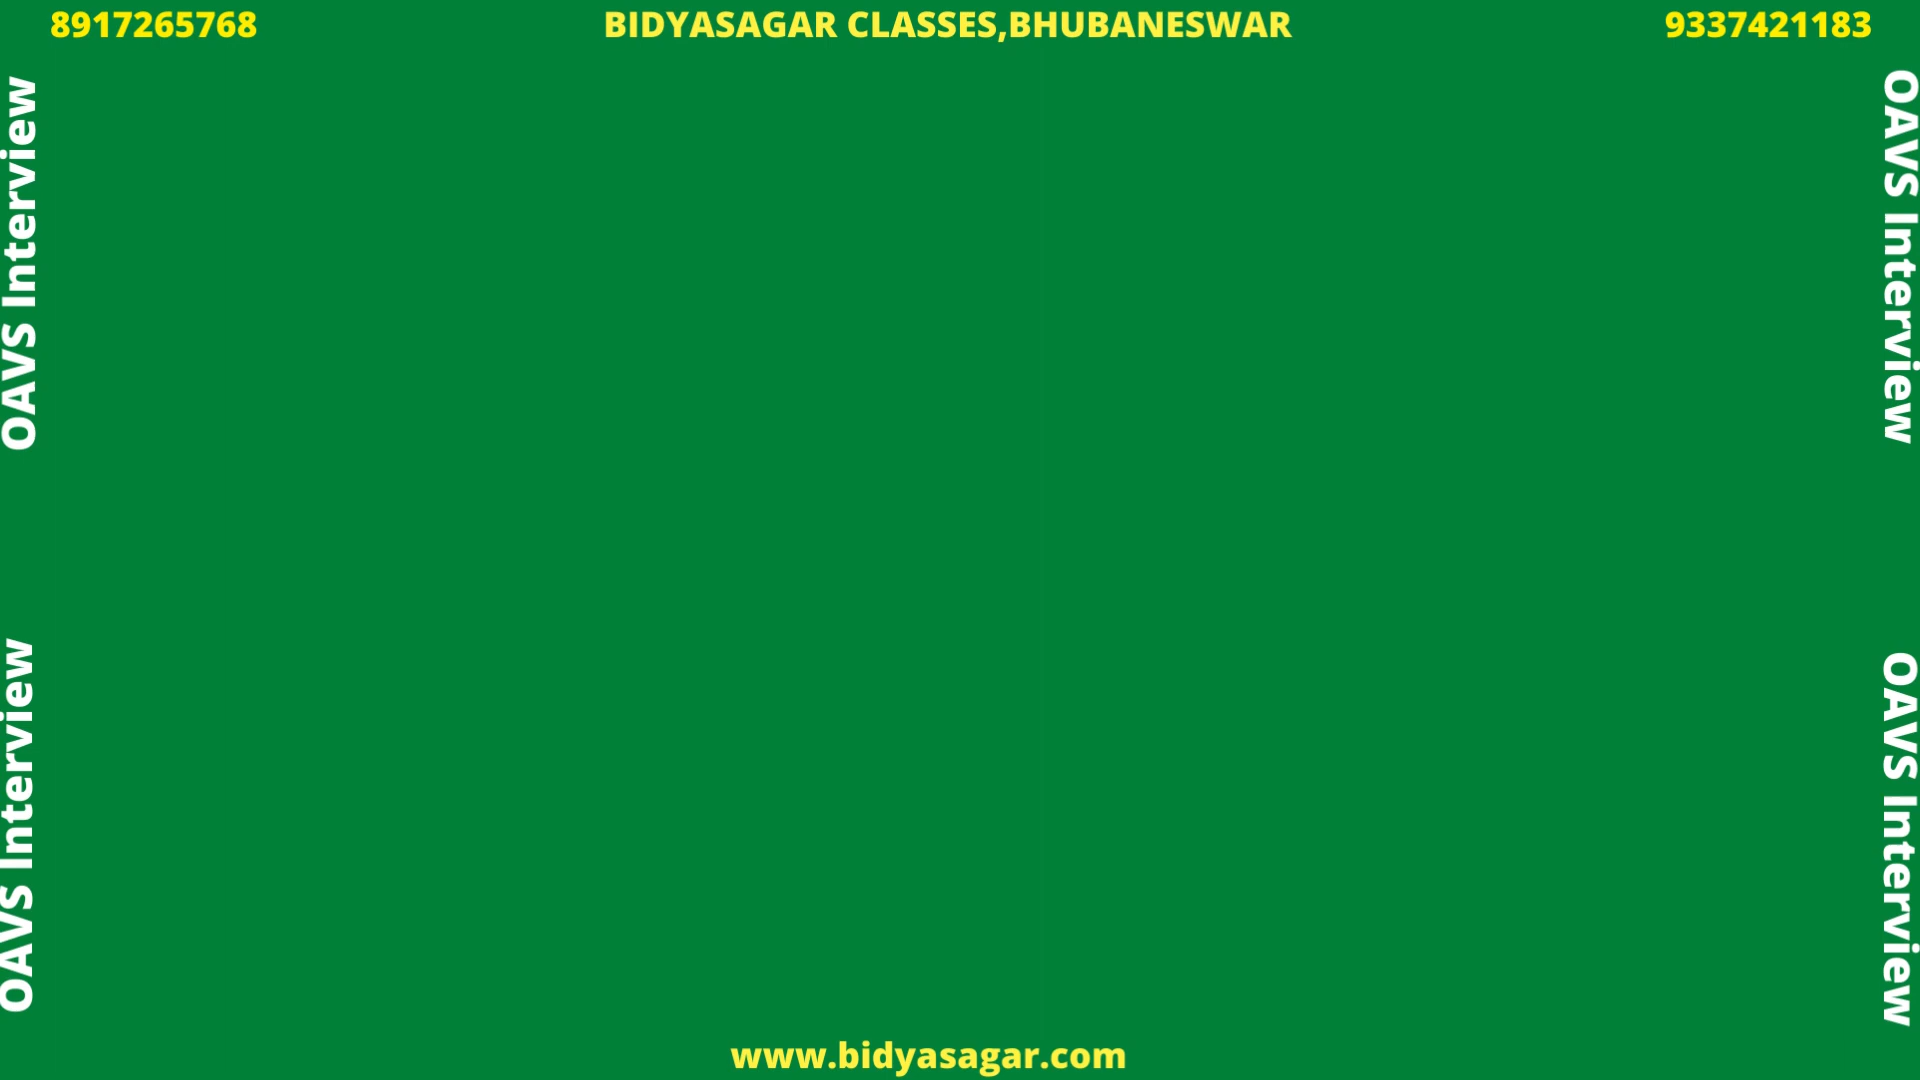 8917265768
BIDYASAGAR CLASSES,BHUBANESWAR
9337421183
OAVS Interview
OAVS Interview
OAVS Interview
OAVS Interview
www.bidyasagar.com